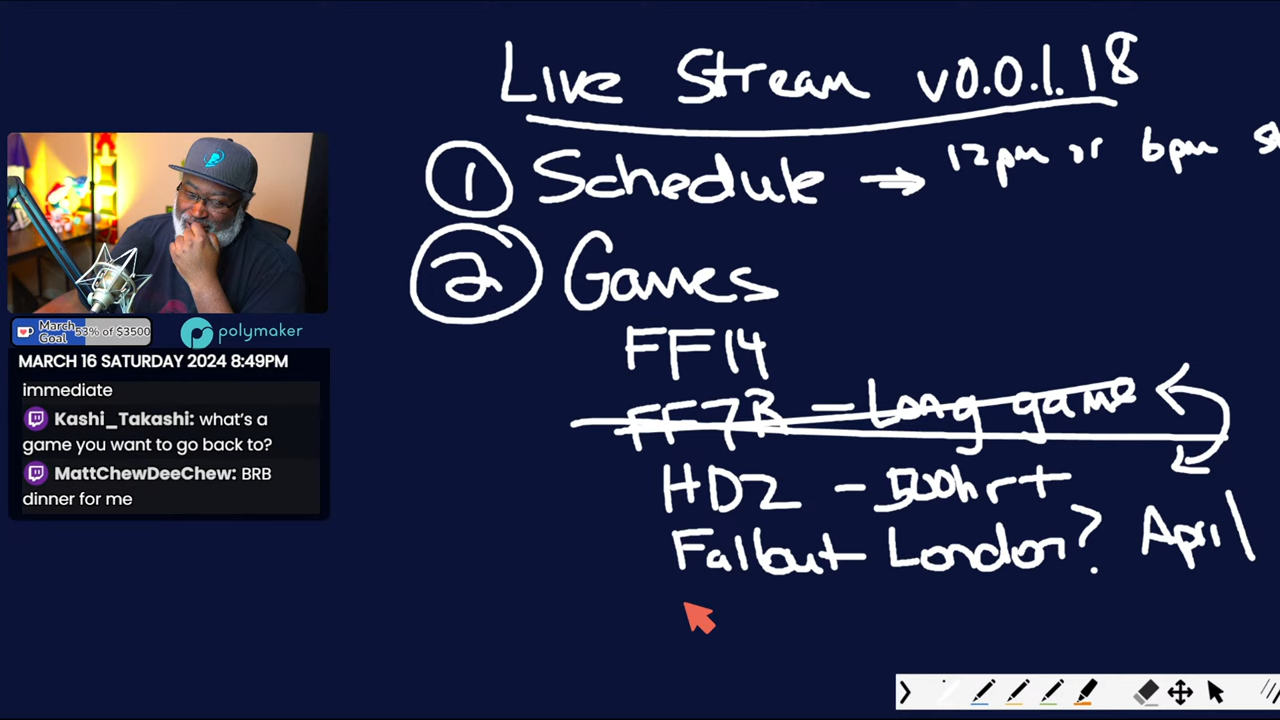 Live Stream v0.0.1.18
1 Schedule → 12pm or 6pm
2 Games
FF14
FF7R - Long game
HD2 - 500hr+
Fallout London? April
March Goal 53% of $3500
polymaker
MARCH 16 SATURDAY 2024 8:49PM
immediate
Kashi_Takashi: what's a
game you want to go back to?
MattChewDeeChew: BRB
dinner for me